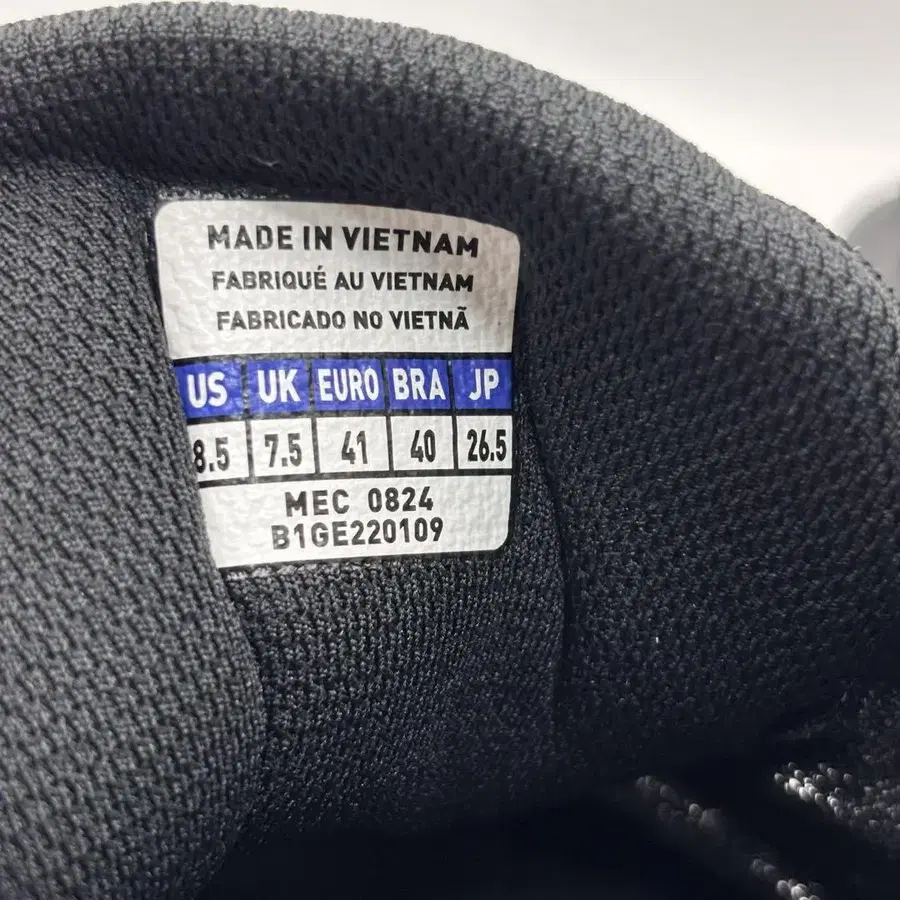 MADE IN VIETNAM
FABRIQUÉ AU VIETNAM
FABRICADO NO VIETNÃ
US UK EURO BRA JP
8.5 7.5 41 40 26.5
MEC 0824
B1GE220109